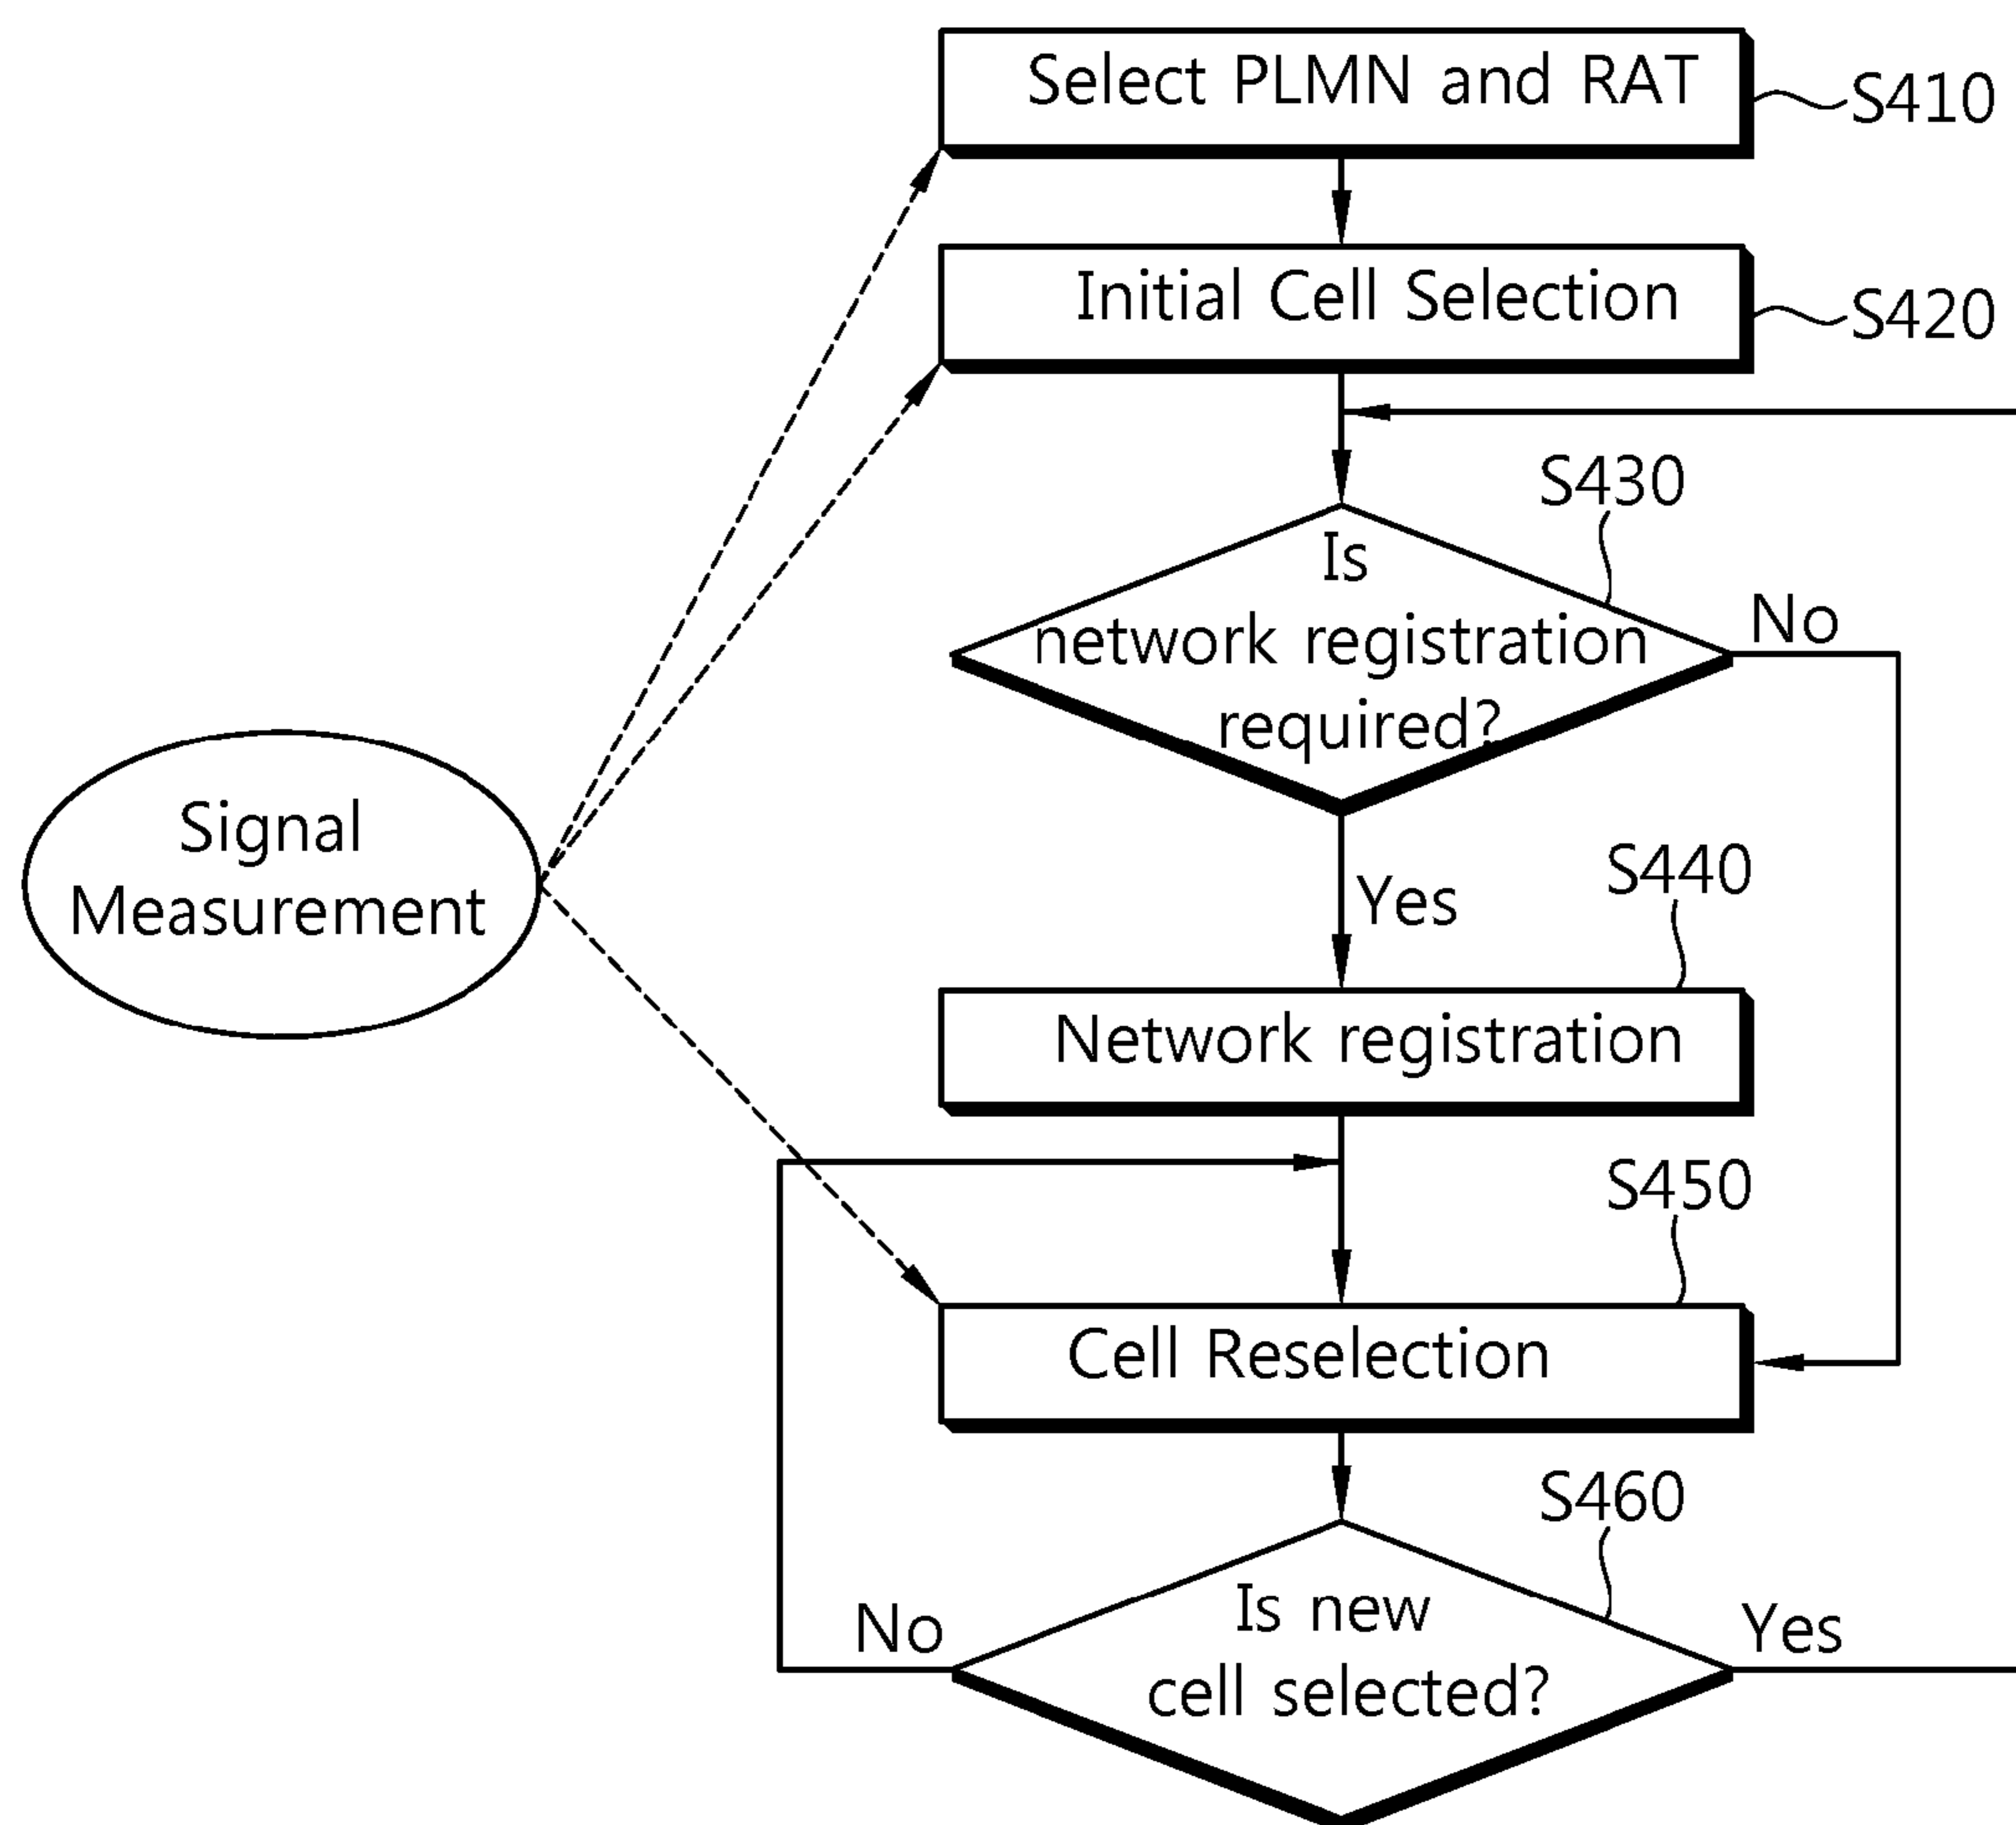 Select PLMN and RAT
S410
Initial Cell Selection
S420
S430
Is
network registration
required?
No
Yes
Signal
Measurement
S440
Network registration
S450
Cell Reselection
S460
Is new
cell selected?
No
Yes